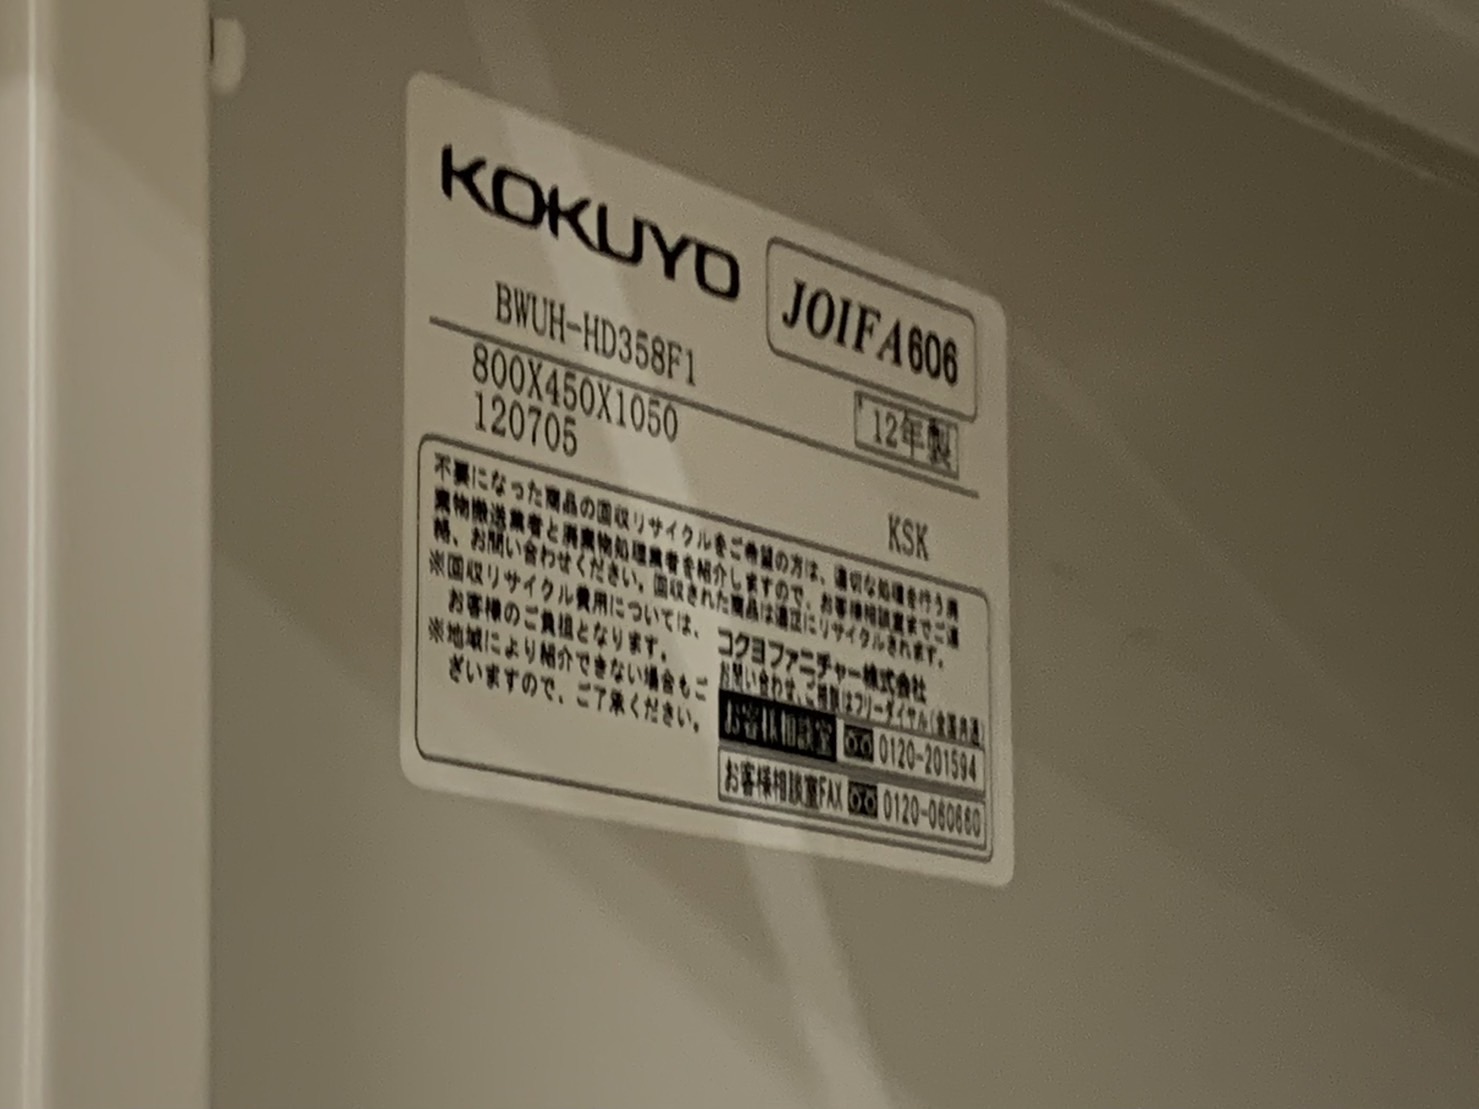 KOKUYO
JOIFA606
BWUH-HD358F1
12年製
800X450X1050
120705
KSK
不要になった商品の回収リサイクルをご希望の方は、適切な処理を行う廃
棄物搬送業者と廃棄物処理業者を紹介しますので、お客様相談室までご連
絡、お問い合わせください。回収された商品は適正にリサイクルされます。
※回収リサイクル費用については、
お客様のご負担となります。
※地域により紹介できない場合もご
ざいますので、ご了承ください。
コクヨファニチャー株式会社
お問い合わせ、ご相談はフリーダイヤル(全国共通)
お客様相談室 0120-201594
お客様相談室FAX 0120-060660